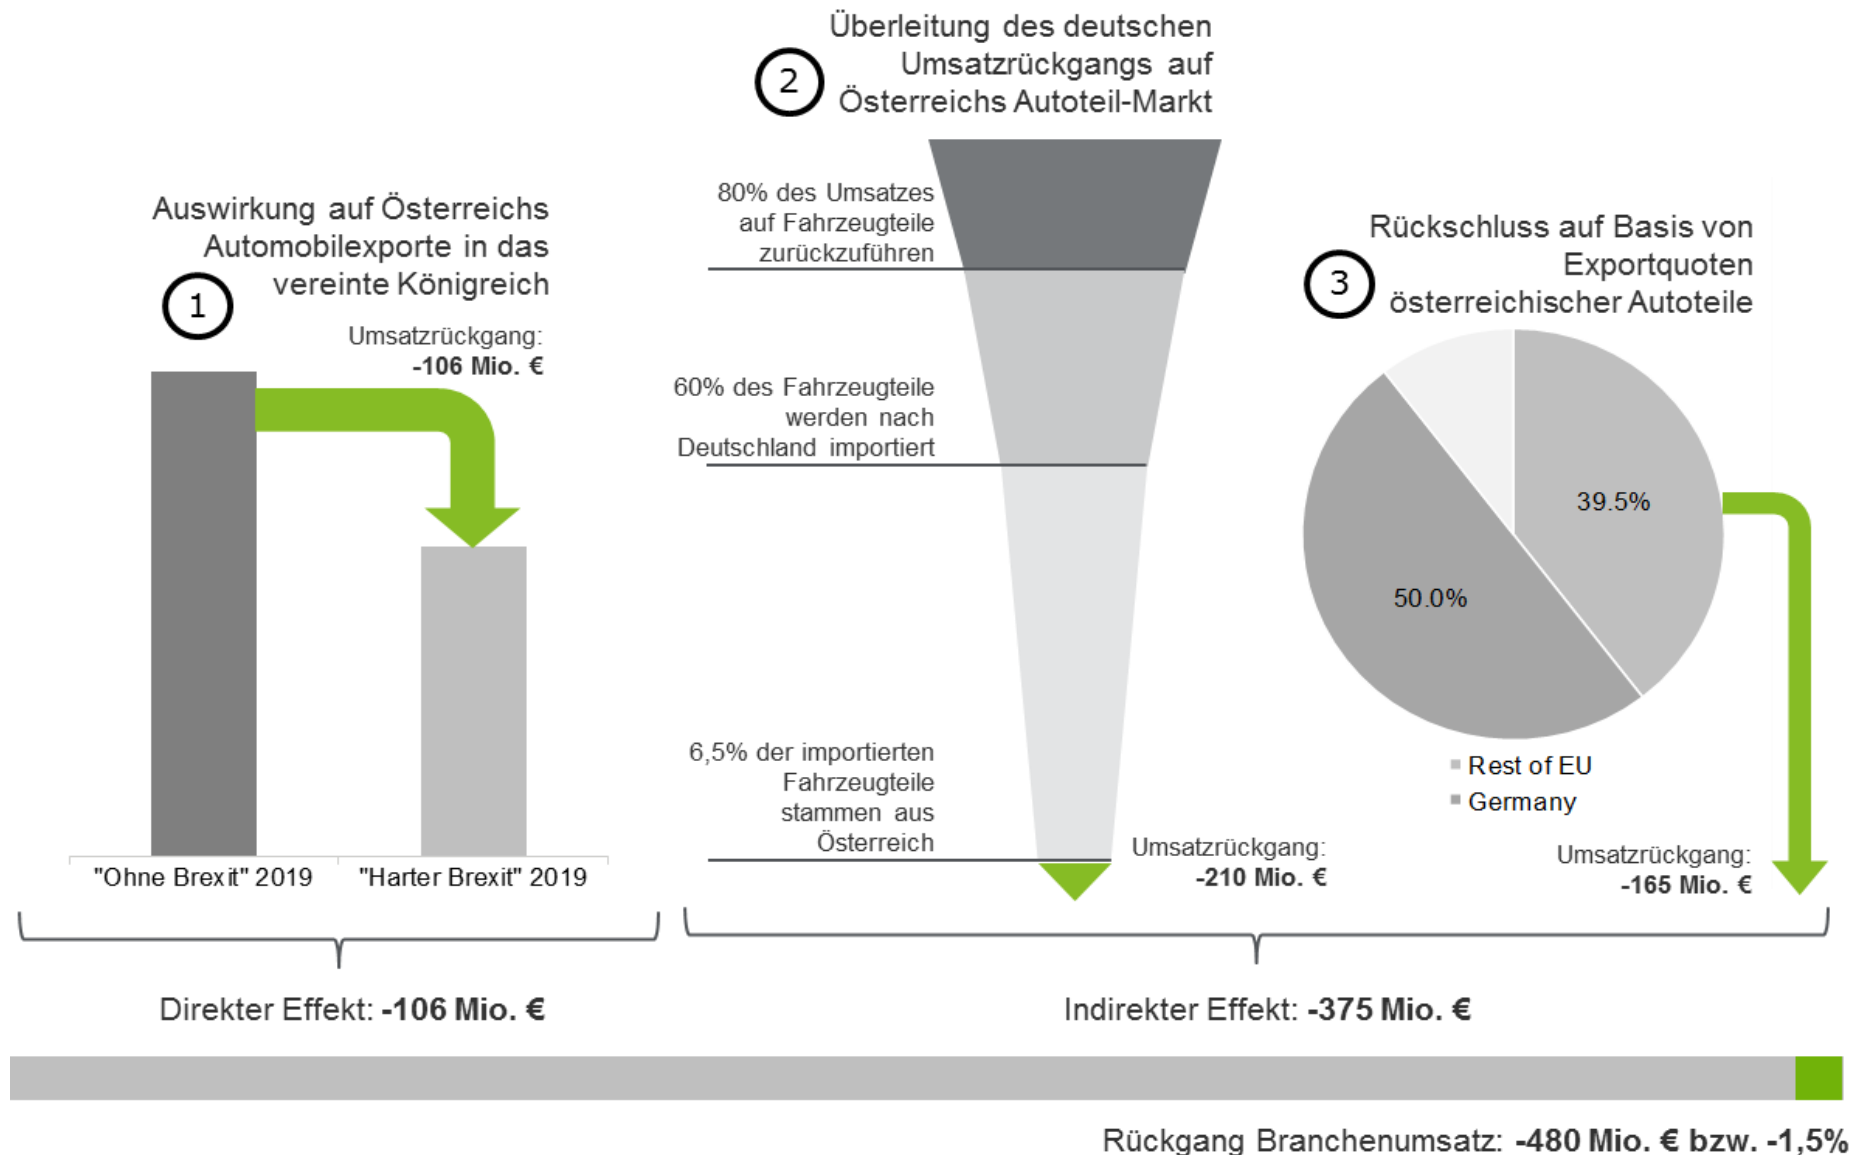 Auswirkung auf Österreichs
Automobilexporte in das
vereinte Königreich
1
Umsatzrückgang:
-106 Mio. €
"Ohne Brexit" 2019
"Harter Brexit" 2019
Direkter Effekt: -106 Mio. €
Überleitung des deutschen
Umsatzrückgangs auf
Österreichs Autoteil-Markt
2
80% des Umsatzes
auf Fahrzeugteile
zurückzuführen
60% des Fahrzeugteile
werden nach
Deutschland importiert
6,5% der importierten
Fahrzeugteile
stammen aus
Österreich
Umsatzrückgang:
-210 Mio. €
Rückschluss auf Basis von
Exportquoten
österreichischer Autoteile
3
39.5%
50.0%
Rest of EU
Germany
Umsatzrückgang:
-165 Mio. €
Indirekter Effekt: -375 Mio. €
Rückgang Branchenumsatz: -480 Mio. € bzw. -1,5%